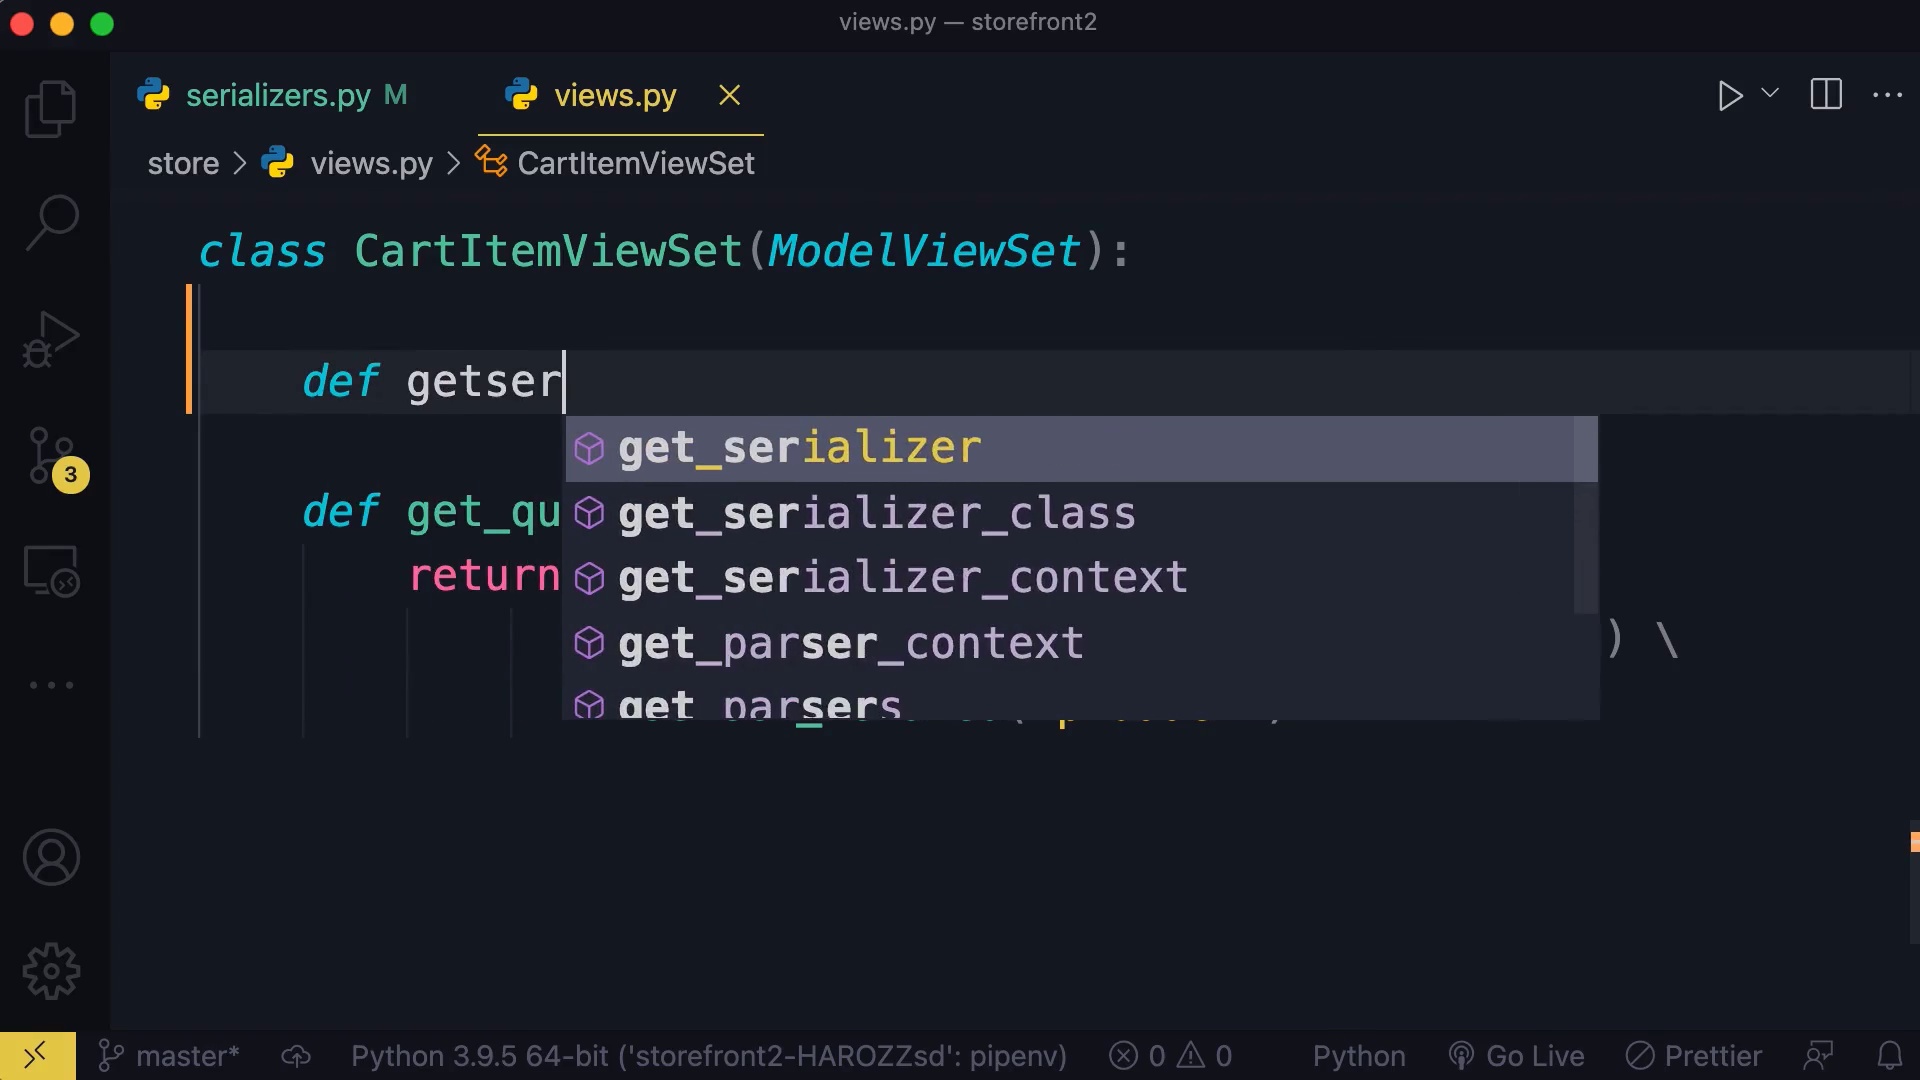 views.py — storefront2
serializers.py M
views.py
store > views.py > CartItemViewSet
class CartItemViewSet(ModelViewSet):
def getser
get_serializer
def get_qu get_serializer_class
return get_serializer_context
get_parser_context ) \
get_parsers
3
master* Python 3.9.5 64-bit ('storefront2-HAROZZsd': pipenv) 0 0 Python Go Live Prettier